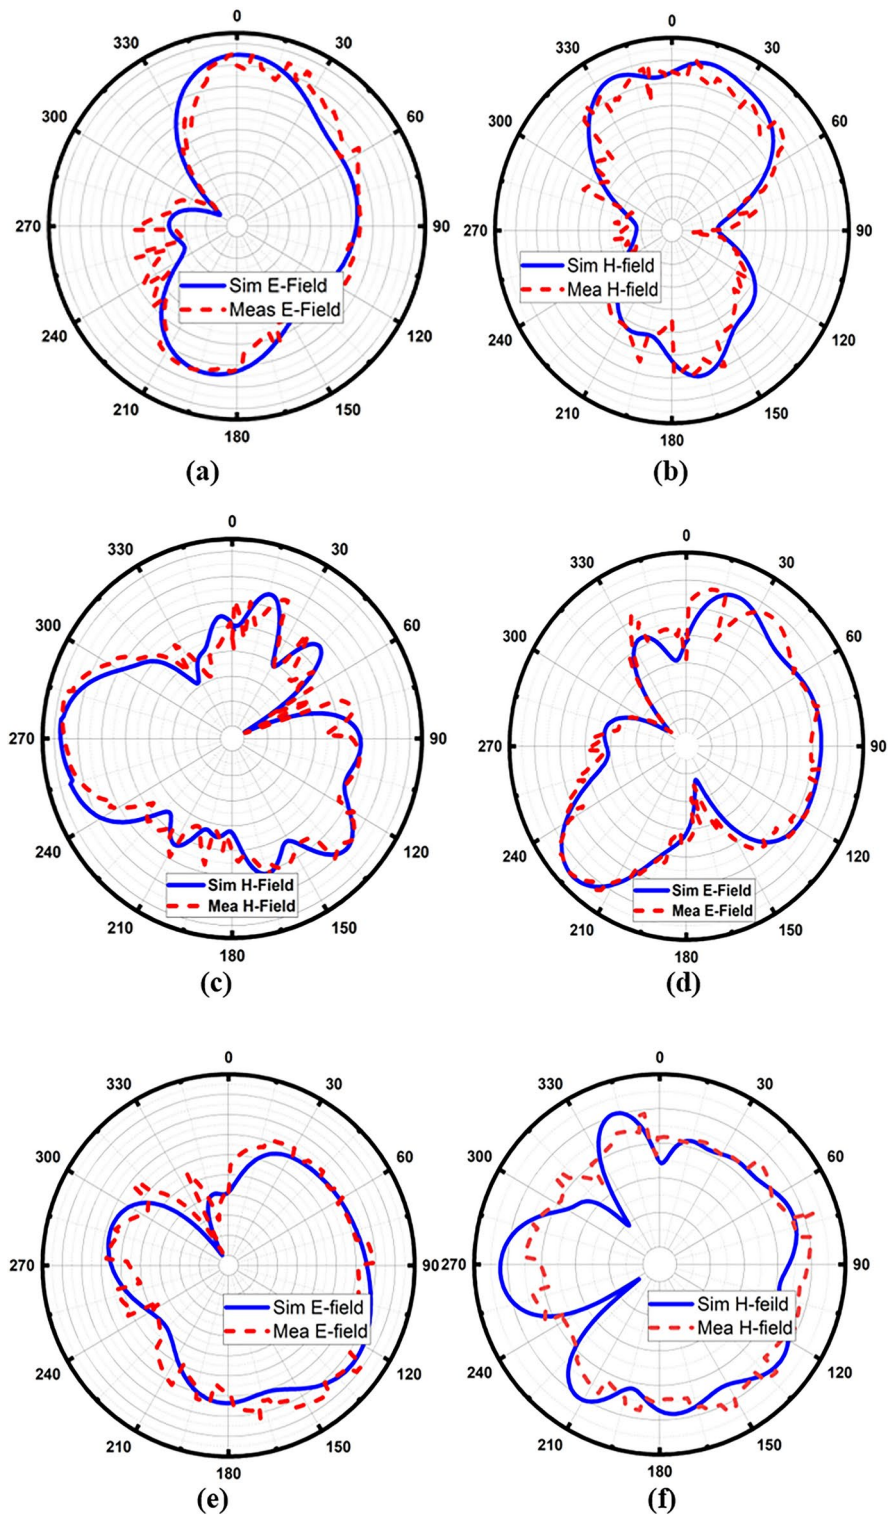 0
330 30
300 60
270 90
Sim E-Field
Meas E-Field
240 120
210 150
180
(a)
0
330 30
300 60
270 90
Sim H-field
Mea H-field
240 120
210 150
180
(b)
0
330 30
300 60
270 90
240 120
Sim H-Field
Mea H-Field
210 150
180
(c)
0
330 30
300 60
270 90
240 120
Sim E-Field
Mea E-Field
210 150
180
(d)
0
330 30
300 60
270 90
Sim E-field
Mea E-field
240 120
210 150
180
(e)
0
330 30
300 60
270 90
Sim H-feild
Mea H-field
240 120
210 150
180
(f)